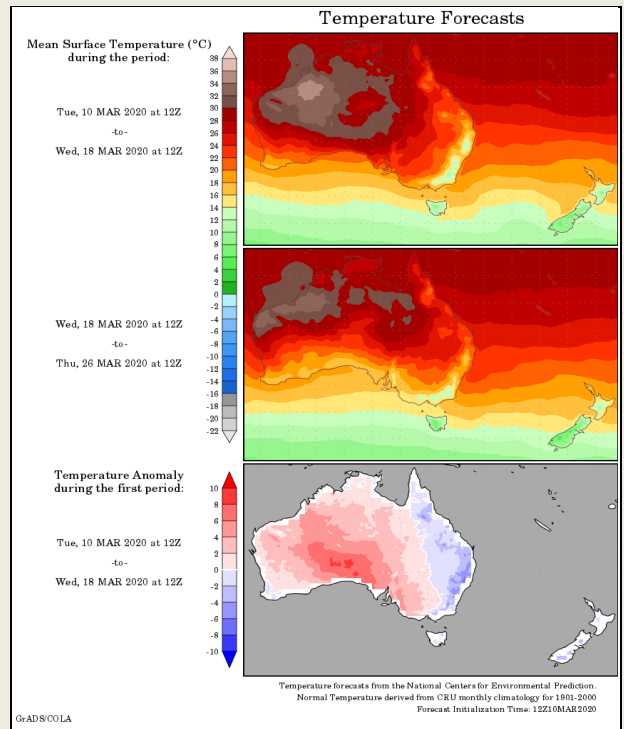 Temperature Forecasts
Mean Surface Temperature (°C)
during the period:
38
36
34
32
30
28
26
24
22
20
18
16
14
12
10
8
6
4
2
0
-2
-4
-6
-8
-10
-12
-14
-16
-18
-20
-22
Tue, 10 MAR 2020 at 12Z
-to-
Wed, 18 MAR 2020 at 12Z
Wed, 18 MAR 2020 at 12Z
-to-
Thu, 26 MAR 2020 at 12Z
Temperature Anomaly
during the first period:
10
8
6
4
2
0
-2
-4
-6
-8
-10
Tue, 10 MAR 2020 at 12Z
-to-
Wed, 18 MAR 2020 at 12Z
Temperature forecasts from the National Centers for Environmental Prediction.
Normal Temperature derived from CRU monthly climatology for 1901-2000
Forecast Initialization Time: 12Z10MAR2020
GrADS/COLA